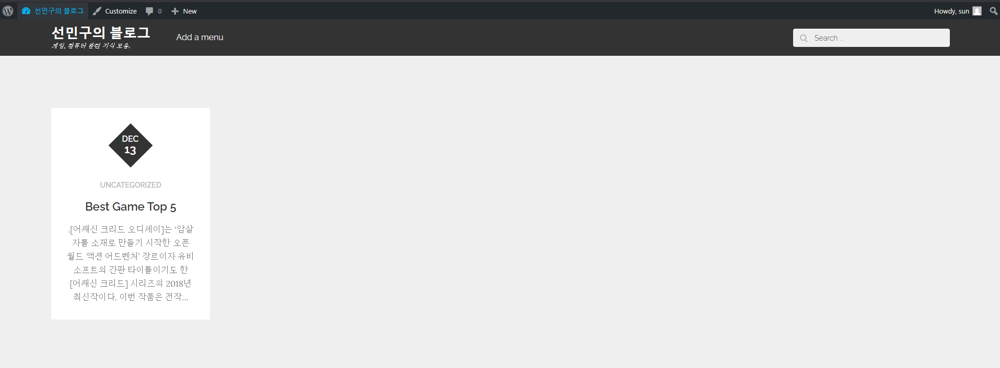 선민구의 블로그 Customize 0 New Howdy, sun
선민구의 블로그
게임, 컴퓨터 관련 지식 모음.
Add a menu
Search ...
DEC
13
UNCATEGORIZED
Best Game Top 5
.[어쌔신 크리드 오디세이]는 ‘암살
자를 소재로 만들기 시작한 오픈
월드 액션 어드벤처’ 장르이자 유비
소프트의 간판 타이틀이기도 한
[어쌔신 크리드] 시리즈의 2018년
최신작이다. 이번 작품은 전작...